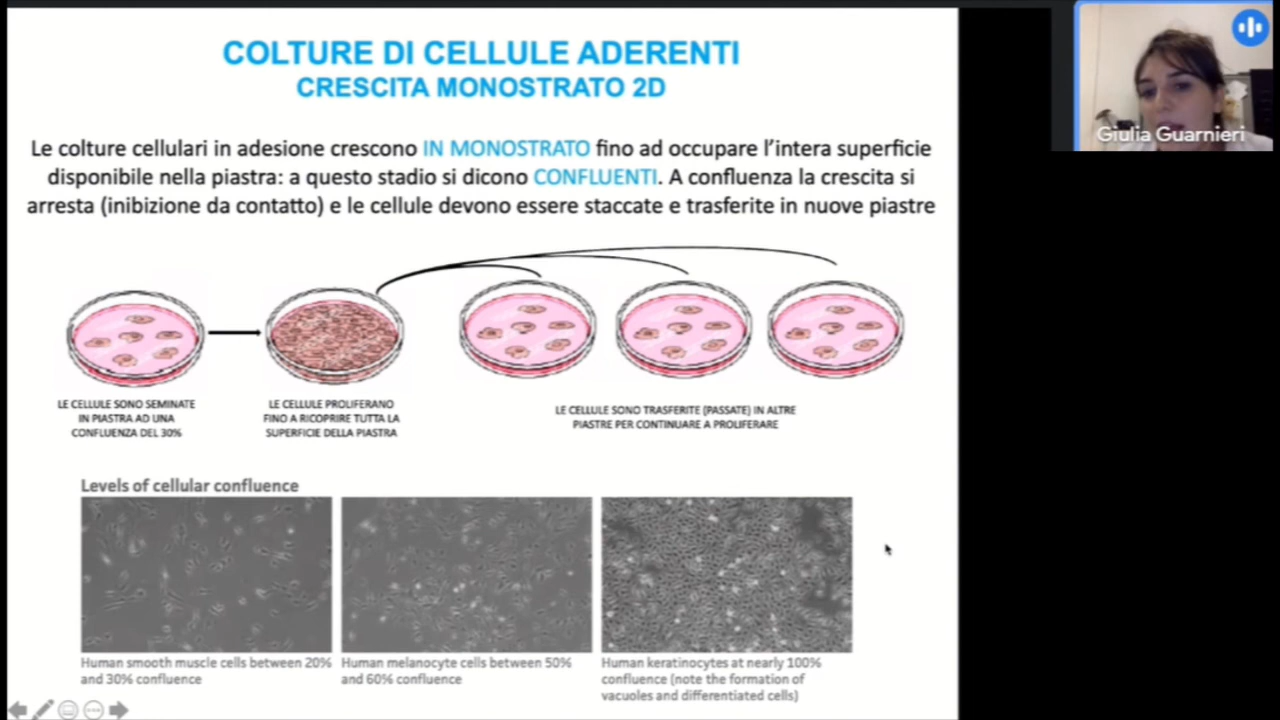 COLTURE DI CELLULE ADERENTI
CRESCITA MONOSTRATO 2D
Giulia Guarnieri
Le colture cellulari in adesione crescono IN MONOSTRATO fino ad occupare l'intera superficie
disponibile nella piastra: a questo stadio si dicono CONFLUENTI. A confluenza la crescita si
arresta (inibizione da contatto) e le cellule devono essere staccate e trasferite in nuove piastre
LE CELLULE SONO SEMINATE
IN PIASTRA AD UNA
CONFLUENZA DEL 30%
LE CELLULE PROLIFERANO
FINO A RICOPRIRE TUTTA LA
SUPERFICIE DELLA PIASTRA
LE CELLULE SONO TRASFERITE (PASSATE) IN ALTRE
PIASTRE PER CONTINUARE A PROLIFERARE
Levels of cellular confluence
Human smooth muscle cells between 20%
and 30% confluence
Human melanocyte cells between 50%
and 60% confluence
Human keratinocytes at nearly 100%
confluence (note the formation of
vacuoles and differentiated cells)